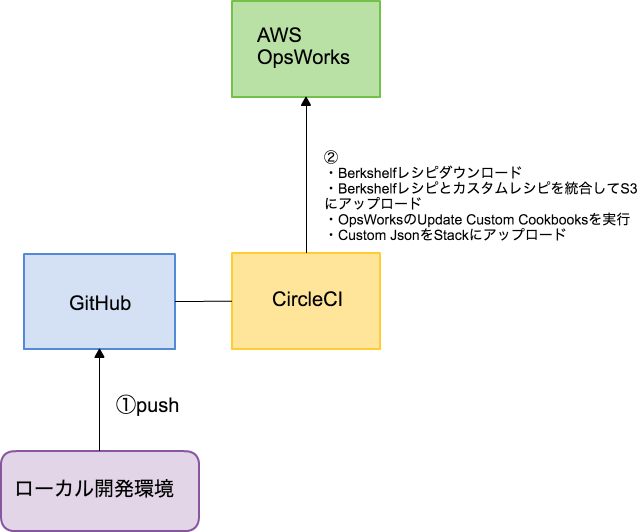 AWS
OpsWorks
②
・Berkshelfレシピダウンロード
・Berkshelfレシピとカスタムレシピを統合してS3
にアップロード
・OpsWorksのUpdate Custom Cookbooksを実行
・Custom JsonをStackにアップロード
GitHub
CircleCI
①push
ローカル開発環境